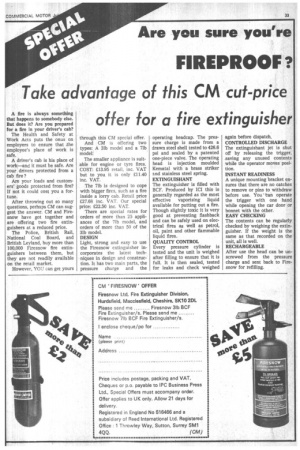 COMMERCIAL MOTOR
33
SPECIAL
OFFER
Are you sure you're
FIREPROOF?
Take advantage of this CM cut-price
offer for a fire extinguisher
A fire is always something
that happens to somebody else.
But does it? Are you prepared
for a fire in your driver's cab?
The Health and Safety at
Work Acts puts the onus on
employers to ensure that the
employee's place of work is
safe.
A driver's cab is his place of
work—and it must be safe. Are
your drivers protected from a
cab fire?
Are your loads and custom-
ers' goods protected from fire?
If not it could cost you a for-
tune.
After throwing out so many
questions, perhaps CM can sug-
gest the answer. CM and Fire-
snow have got together and
are offering two fire extin-
guishers at a reduced price.
The Police, British Rail,
National Coal Board, and
British Leyland, buy more than
100,000 Firesnow fire extin-
guishers between them, but
they are not readily available
on the retail market.
However, YOU can get yours
through this CM special offer.
And CM is offering two
types: A 3lb model and a 7lb
model.
The smaller appliance is suit-
able for engine or tyre fires.
VAT but
to you it is only
inc VAT.
The 7lb is designed to cope
with bigger fires, such as a fire
inside a lorry cab. Retail price
£27.88 inc VAT. Our special
price £22.30 inc. VAT.
There are special rates for
orders of more than 25 appli-
ances of the 7lb model, and
orders of more than 50 of the
3lb model.
DESIGN
Light, strong and easy to use
the Firesnow extinguisher in-
corporates the latest tech-
niques in design and construc-
tion. It has two main parts, the
pressure charge and the
operating headcap. The pres-
sure charge is made from a
drawn steel shell tested to
psi and sealed by a patented
one-piece valve. The operating
head is injection moulded
nylon with a brass striker
and stainless steel spring.
EXTINGUISHANT
The extinguisher is filled with
BCF. Produced by ICI this is
generally regarded as the most
effective vaporising liquid
available for putting out a fire.
Though slightly toxic it is very
good at preventing flashback
and can be safely used on elec-
trical fires as well as petrol,
oil, paint and other flammable
liquid fires.
QUALITY CONTROL
Every pressure cylinder is
tested and the unit is weighed
after filling to ensure that it is
full. It is then sealed, tested
for leaks and check weighed
again before dispatch.
CONTROLLED DISCHARGE
The extinguishant jet is shut
off by releasing the trigger,
saving any unused contents
while the operator moves posi-
tion.
INSTANT READINESS
A unique mounting bracket en-
sures that there are no catches
to remove or pins to withdraw
before use. You can operate
the trigger with one hand
while opening the car door or
bonnet with the other.
EASY CHECKING
The contents can be regularly
checked by weighing the extin-
guisher. If the weight is the
same as that recorded on the
unit, all is well.
RECHARGEABLE
After use the head can be un-
screwed from the pressure
charge and sent back to Fire-
snow for refilling.
SAVE
more than
SAVE
more than
£5
CM "FIRESNOW" OFFER
Firesnow Ltd. Fire Extinguisher Division,
Hurdsfield, Macclesfield, Cheshire, SK10 2DL
Please send me ......... Firesnow 3lb BCF
Fire Extinguisher/s. Please send me .........
Firesnow 7lb BCF Fire Extinguisher/s.
I enclose cheque/po for
Name
(please print)
Address
Price includes postage, packing and VAT.
Cheques or p.o. payable to IPC Business Press
Ltd., Special Offers must accompany order.
Offer applies to UK only. Allow 21 days for
delivery.
Registered in England No 510460 and a
subsidiary of Reed International Ltd. Registered
Office: 1 Throwley Way, Sutton, Surrey SM1
4QQ.
(CM)